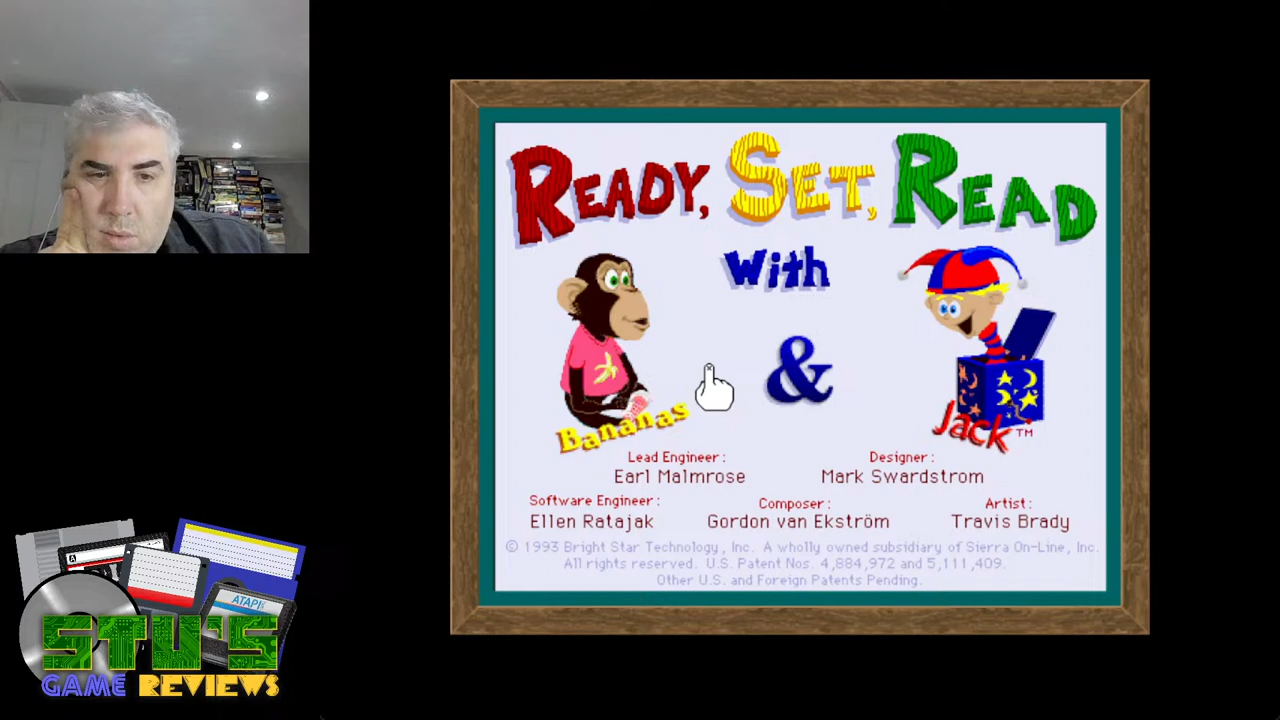 READY, SET, READ
With
&
Bananas
Jack™
Lead Engineer:
Earl Malmrose
Designer:
Mark Swardstrom
Software Engineer:
Ellen Ratajak
Composer:
Gordon van Ekström
Artist:
Travis Brady
© 1993 Bright Star Technology, Inc. A wholly owned subsidiary of Sierra On-Line, Inc.
All rights reserved. U.S. Patent Nos. 4,884,972 and 5,111,409.
Other U.S. and Foreign Patents Pending.
A
ATARI
STU'S
GAME REVIEWS